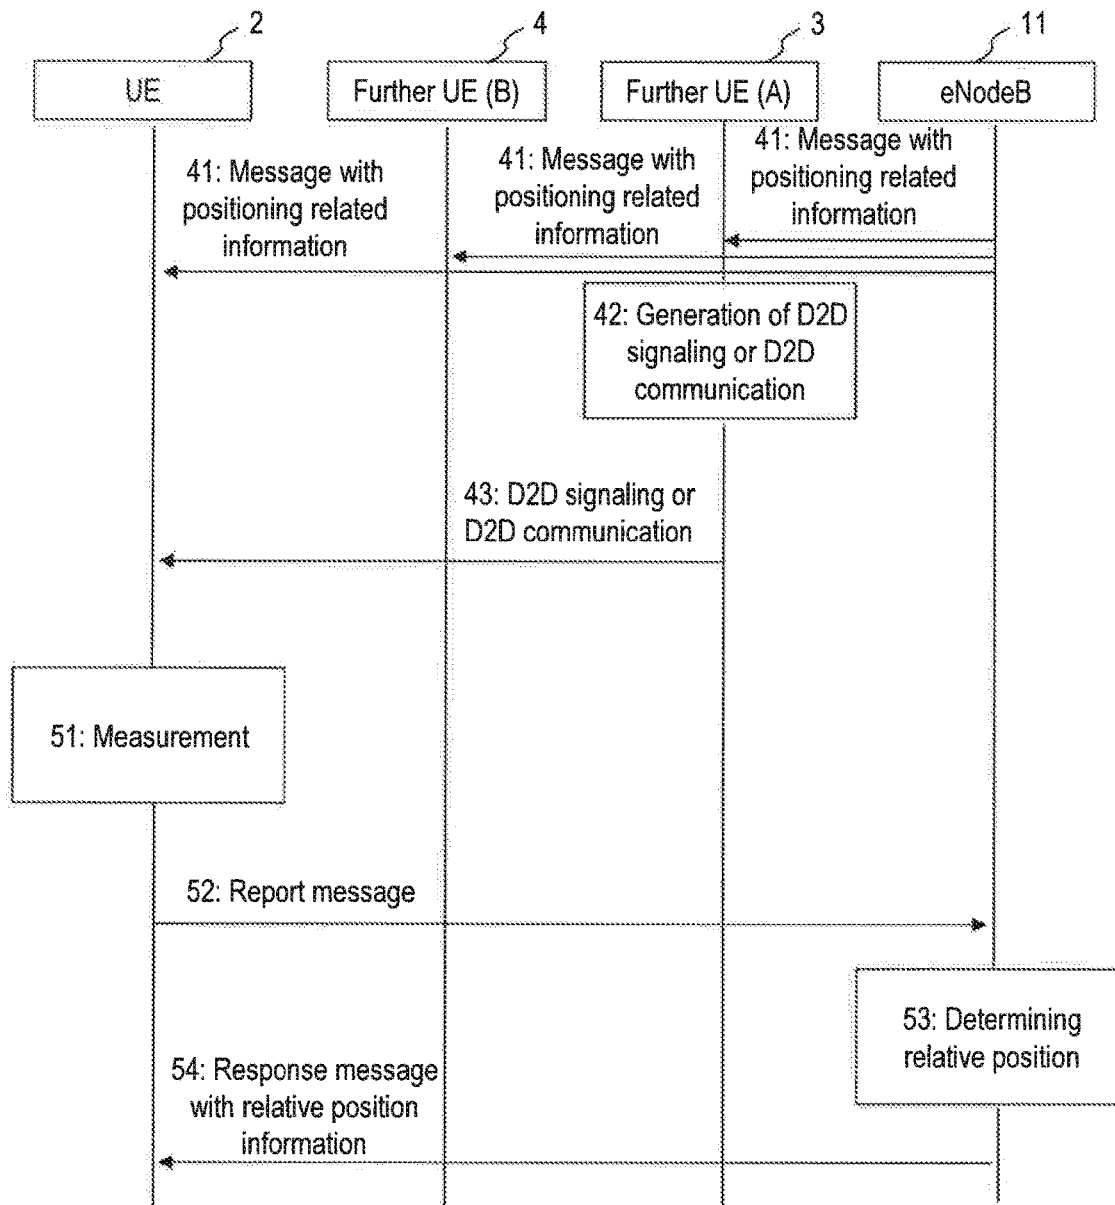 2
4
3
11
UE
Further UE (B)
Further UE (A)
eNodeB
41: Message with
positioning related
information
41: Message with
positioning related
information
41: Message with
positioning related
information
42: Generation of D2D
signaling or D2D
communication
43: D2D signaling or
D2D communication
51: Measurement
52: Report message
53: Determining
relative position
54: Response message
with relative position
information